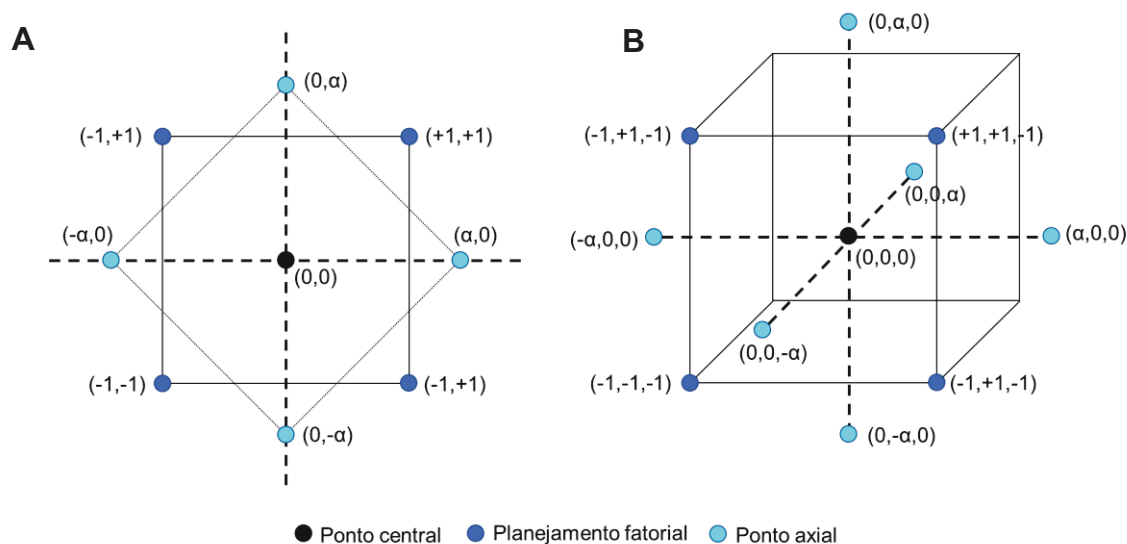 A
(0,α)
(-1,+1)
(+1,+1)
(-α,0)
(α,0)
(0,0)
(-1,-1)
(-1,+1)
(0,-α)
B
(0,α,0)
(-1,+1,-1)
(+1,+1,-1)
(0,0,α)
(-α,0,0)
(α,0,0)
(0,0,0)
(0,0,-α)
(-1,-1,-1)
(-1,+1,-1)
(0,-α,0)
Ponto central
Planejamento fatorial
Ponto axial